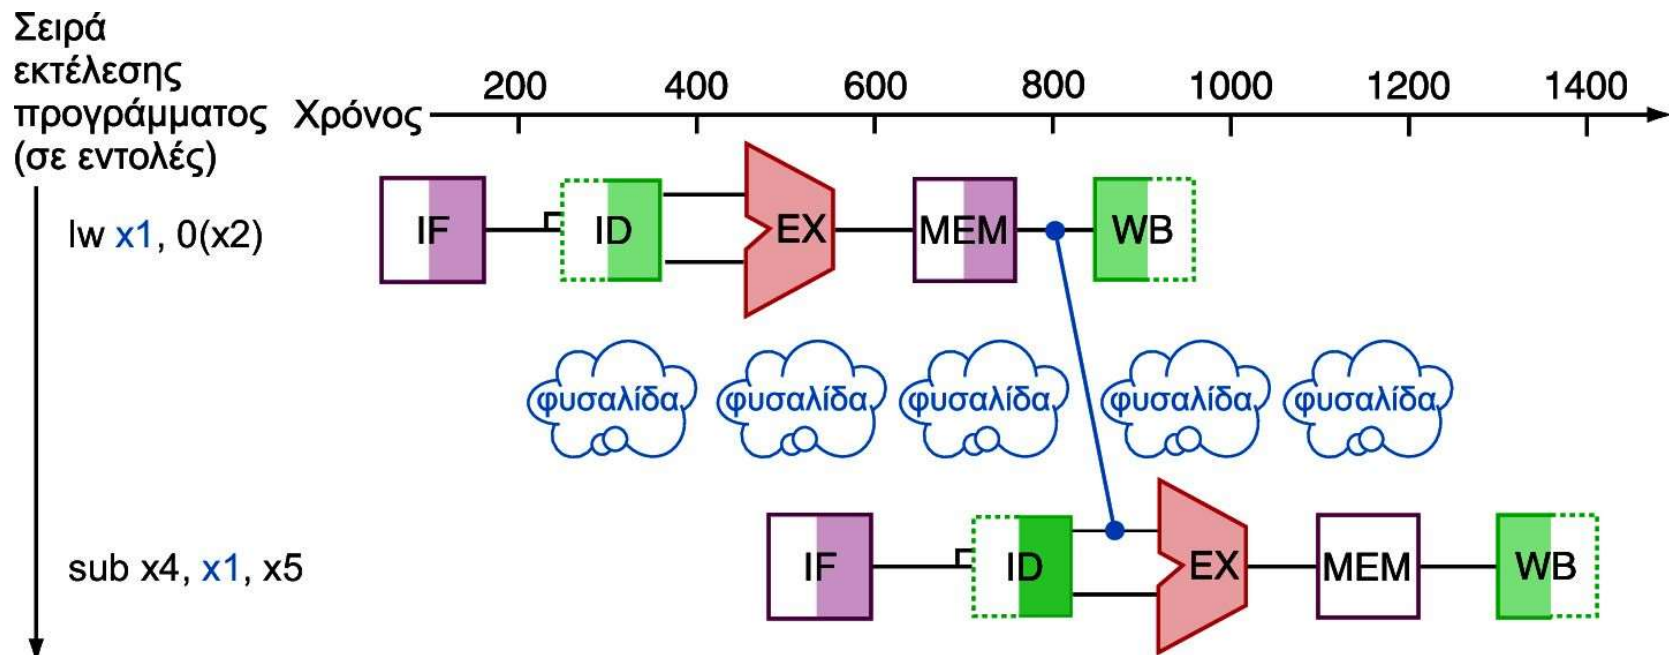 Σειρά
εκτέλεσης
προγράμματος
(σε εντολές)
Χρόνος
200 400 600 800 1000 1200 1400
lw x1, 0(x2)
IF ID EX MEM WB
φυσαλίδα φυσαλίδα φυσαλίδα φυσαλίδα φυσαλίδα
sub x4, x1, x5
IF ID EX MEM WB